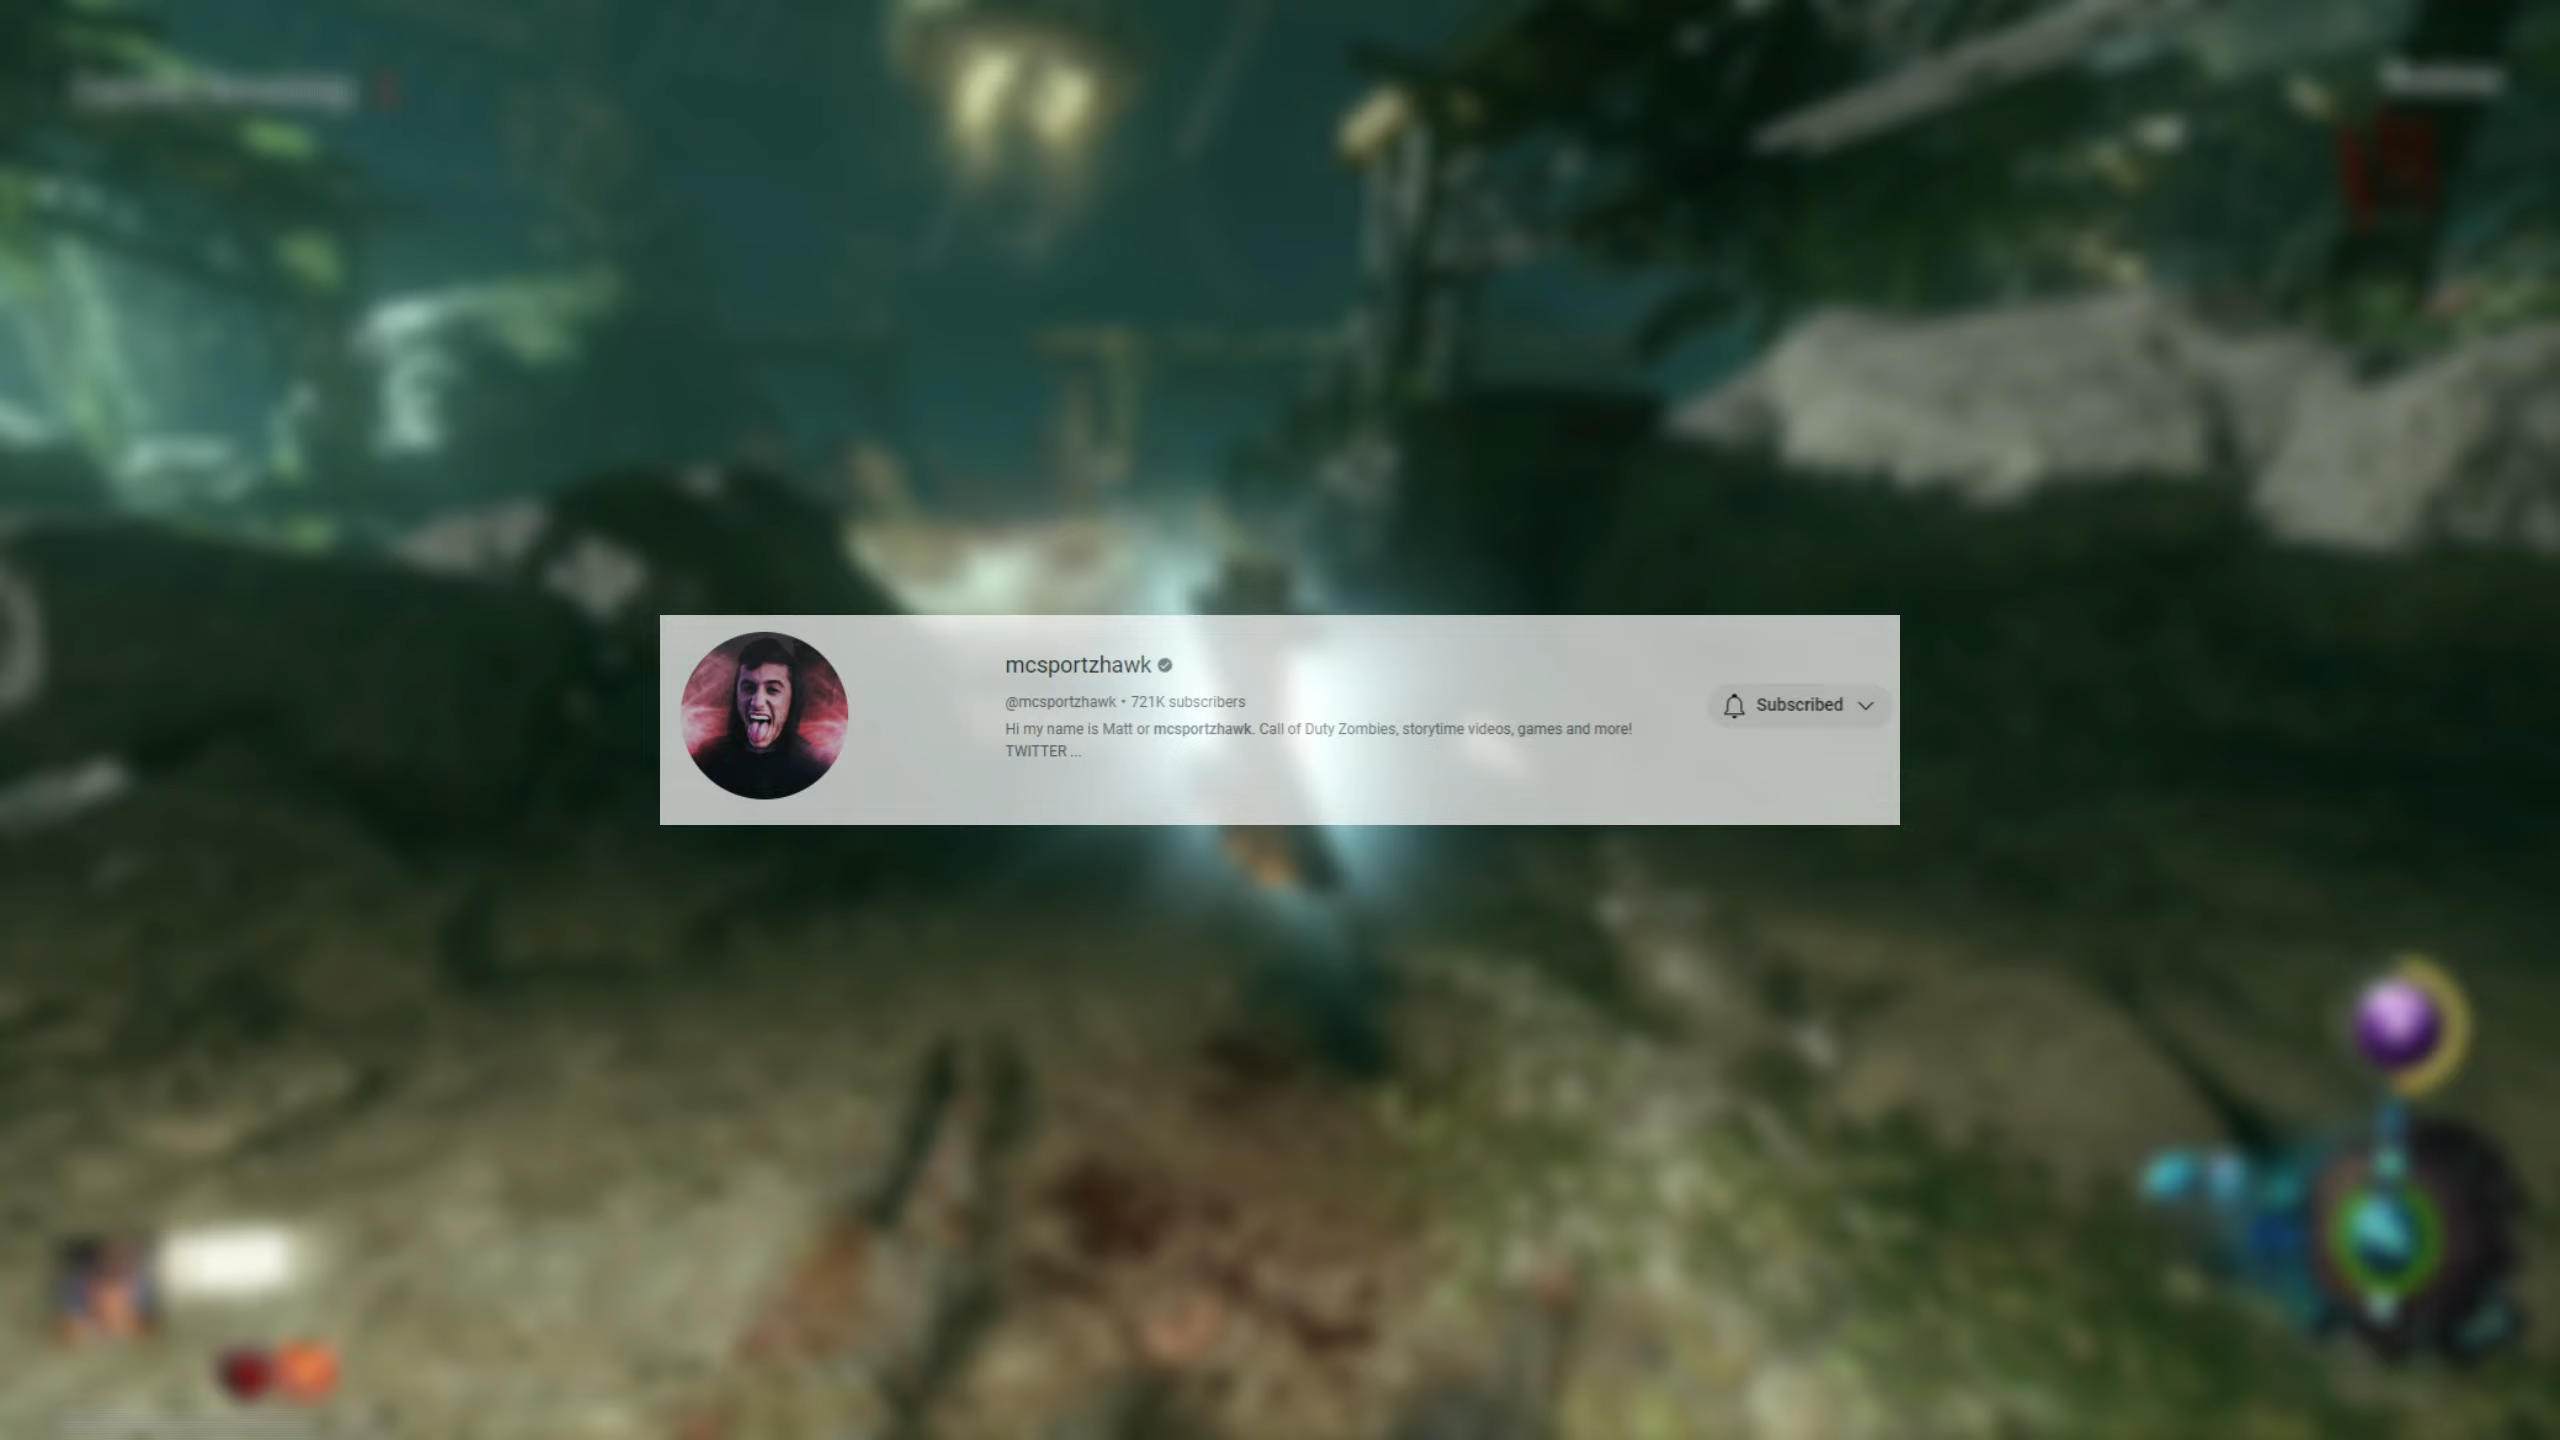 mcsportzhawk
@mcsportzhawk • 721K subscribers
Hi my name is Matt or mcsportzhawk. Call of Duty Zombies, storytime videos, games and more!
TWITTER ...
Subscribed